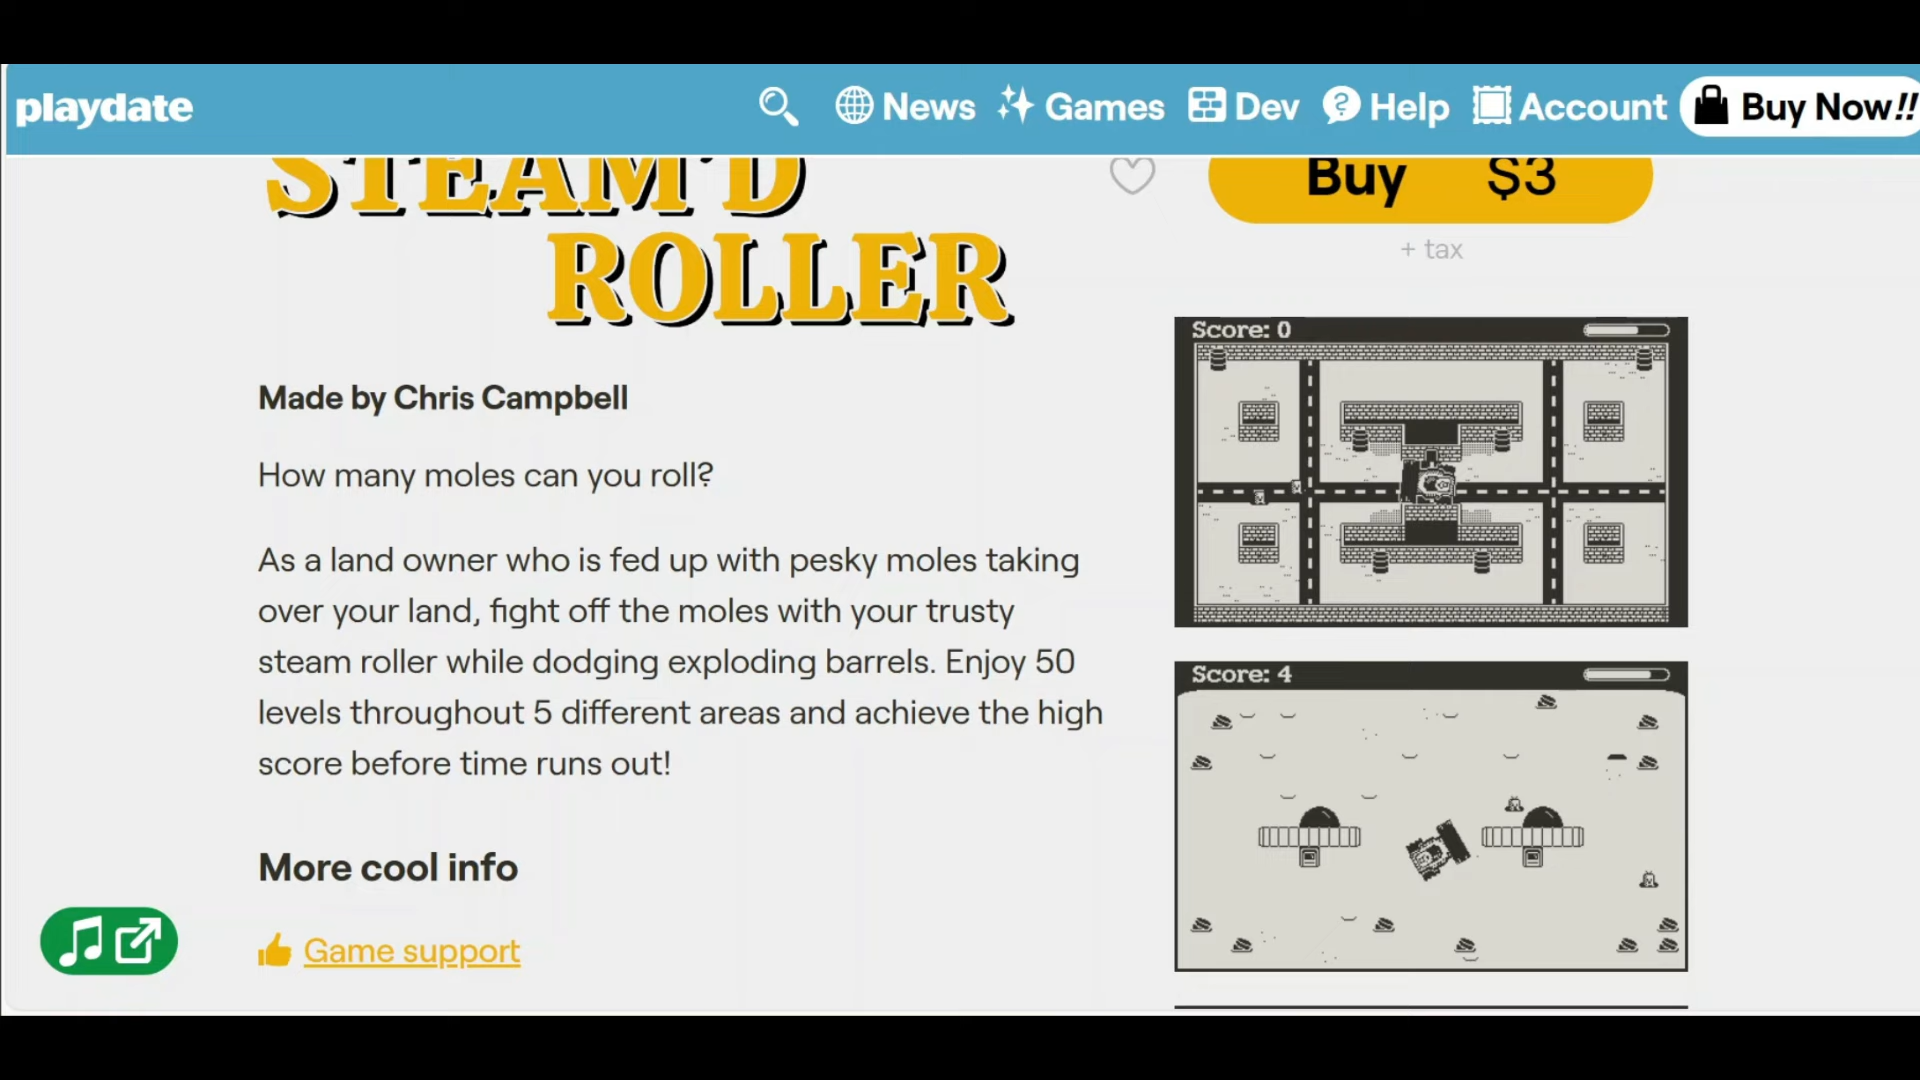 playdate
News
Games
Dev
Help
Account
Buy Now!!
STEAM'D
ROLLER
Buy $3
+ tax
Made by Chris Campbell
How many moles can you roll?
As a land owner who is fed up with pesky moles taking
over your land, fight off the moles with your trusty
steam roller while dodging exploding barrels. Enjoy 50
levels throughout 5 different areas and achieve the high
score before time runs out!
More cool info
Game support
Score: 0
Score: 4